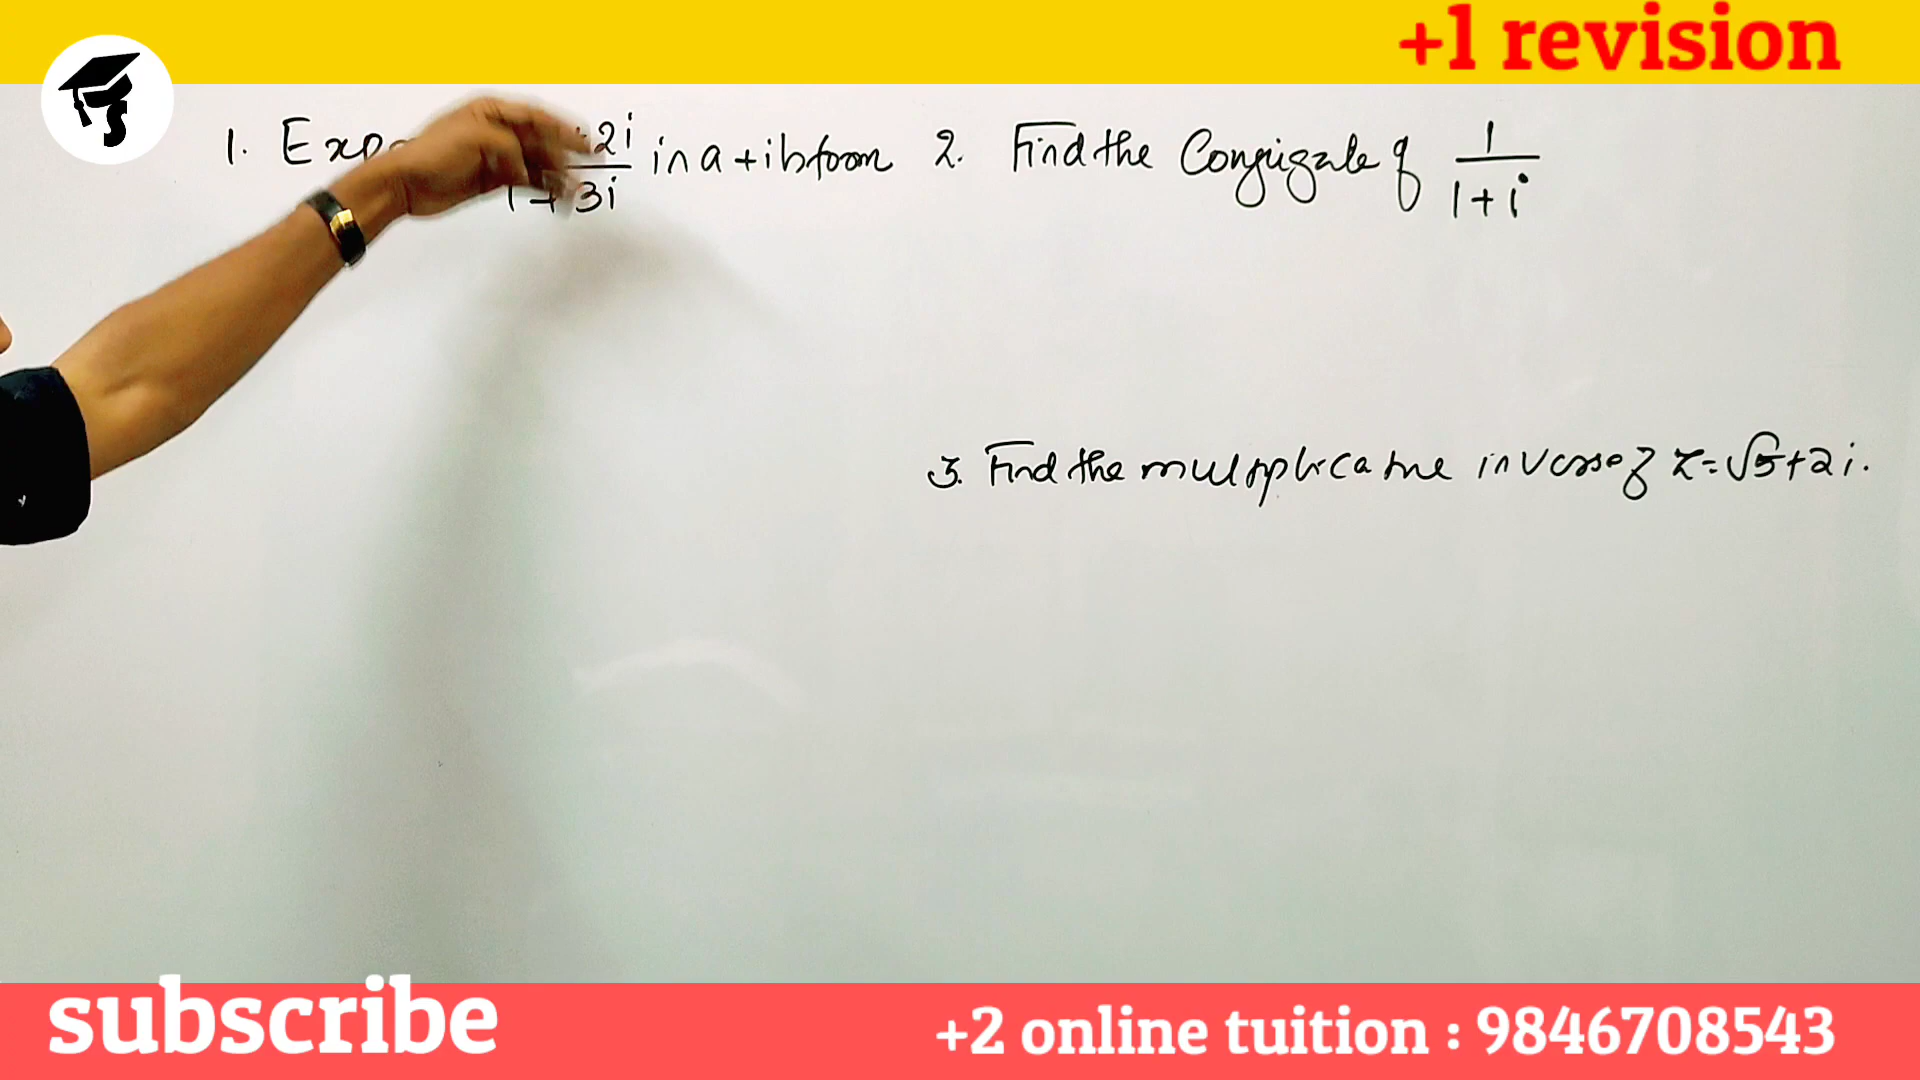 +1 revision
1. +2i / 1+3i in a+ib form
2. Find the Conjugate of 1/1+i
3. Find the multiplicative inverse of z=√5+2i.
subscribe
+2 online tuition : 9846708543